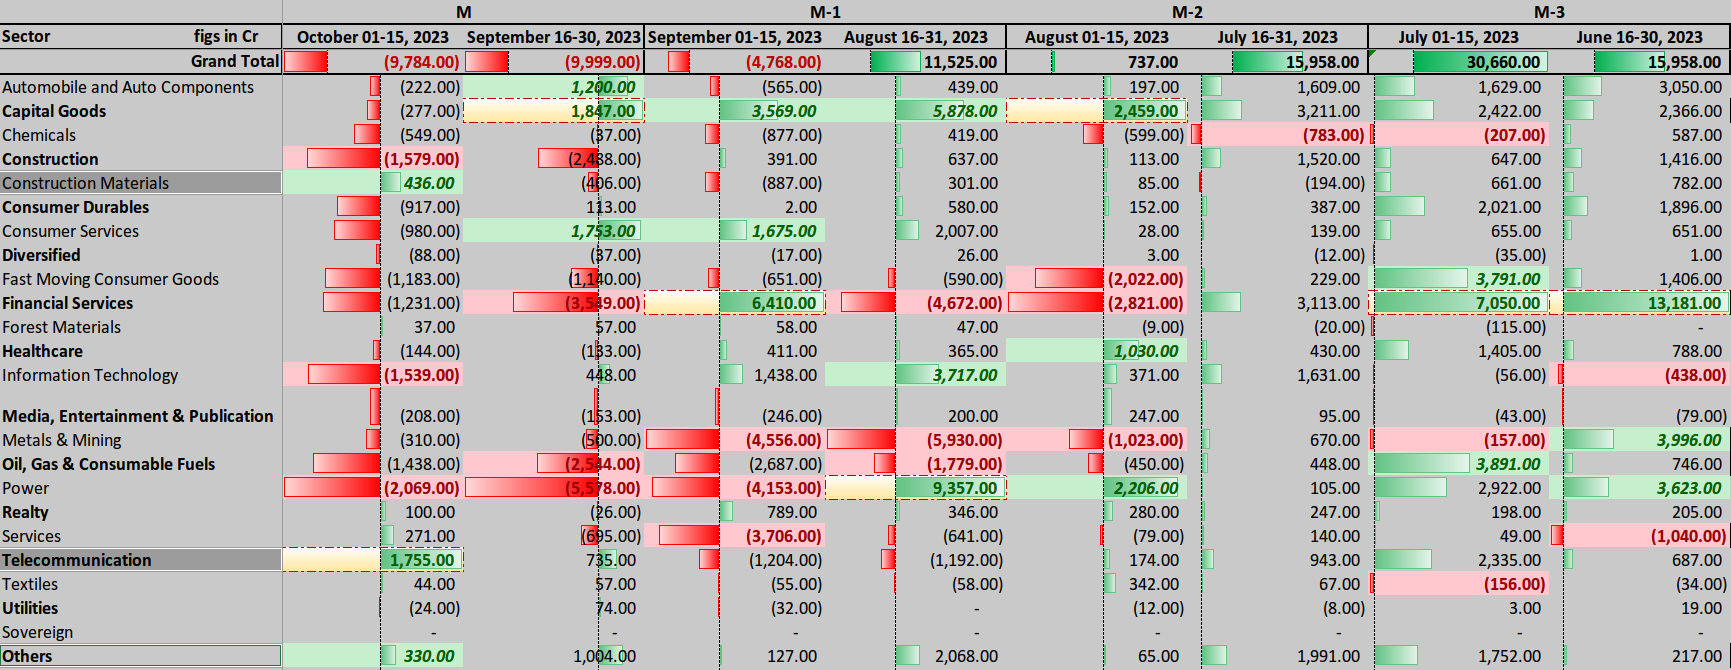 M M-1 M-2 M-3
Sector figs in Cr October 01-15, 2023 September 16-30, 2023 September 01-15, 2023 August 16-31, 2023 August 01-15, 2023 July 16-31, 2023 July 01-15, 2023 June 16-30, 2023
Grand Total (9,784.00) (9,999.00) (4,768.00) 11,525.00 737.00 15,958.00 30,660.00 15,958.00
Automobile and Auto Components (222.00) 1,200.00 (565.00) 439.00 197.00 1,609.00 1,629.00 3,050.00
Capital Goods (277.00) 1,847.00 3,569.00 5,878.00 2,459.00 3,211.00 2,422.00 2,366.00
Chemicals (549.00) (37.00) (877.00) 419.00 (599.00) (783.00) (207.00) 587.00
Construction (1,579.00) (2,488.00) 391.00 637.00 113.00 1,520.00 647.00 1,416.00
Construction Materials 436.00 (406.00) (887.00) 301.00 85.00 (194.00) 661.00 782.00
Consumer Durables (917.00) 113.00 2.00 580.00 152.00 387.00 2,021.00 1,896.00
Consumer Services (980.00) 1,753.00 1,675.00 2,007.00 28.00 139.00 655.00 651.00
Diversified (88.00) (37.00) (17.00) 26.00 3.00 (12.00) (35.00) 1.00
Fast Moving Consumer Goods (1,183.00) (1,140.00) (651.00) (590.00) (2,022.00) 229.00 3,791.00 1,406.00
Financial Services (1,231.00) (3,549.00) 6,410.00 (4,672.00) (2,821.00) 3,113.00 7,050.00 13,181.00
Forest Materials 37.00 57.00 58.00 47.00 (9.00) (20.00) (115.00) -
Healthcare (144.00) (133.00) 411.00 365.00 1,030.00 430.00 1,405.00 788.00
Information Technology (1,539.00) 448.00 1,438.00 3,717.00 371.00 1,631.00 (56.00) (438.00)
Media, Entertainment & Publication (208.00) (153.00) (246.00) 200.00 247.00 95.00 (43.00) (79.00)
Metals & Mining (310.00) (500.00) (4,556.00) (5,930.00) (1,023.00) 670.00 (157.00) 3,996.00
Oil, Gas & Consumable Fuels (1,438.00) (2,544.00) (2,687.00) (1,779.00) (450.00) 448.00 3,891.00 746.00
Power (2,069.00) (5,578.00) (4,153.00) 9,357.00 2,206.00 105.00 2,922.00 3,623.00
Realty 100.00 (26.00) 789.00 346.00 280.00 247.00 198.00 205.00
Services 271.00 (695.00) (3,706.00) (641.00) (79.00) 140.00 49.00 (1,040.00)
Telecommunication 1,755.00 735.00 (1,204.00) (1,192.00) 174.00 943.00 2,335.00 687.00
Textiles 44.00 57.00 (55.00) (58.00) 342.00 67.00 (156.00) (34.00)
Utilities (24.00) 74.00 (32.00) - (12.00) (8.00) 3.00 19.00
Sovereign - - - - - - - -
Others 330.00 1,004.00 127.00 2,068.00 65.00 1,991.00 1,752.00 217.00